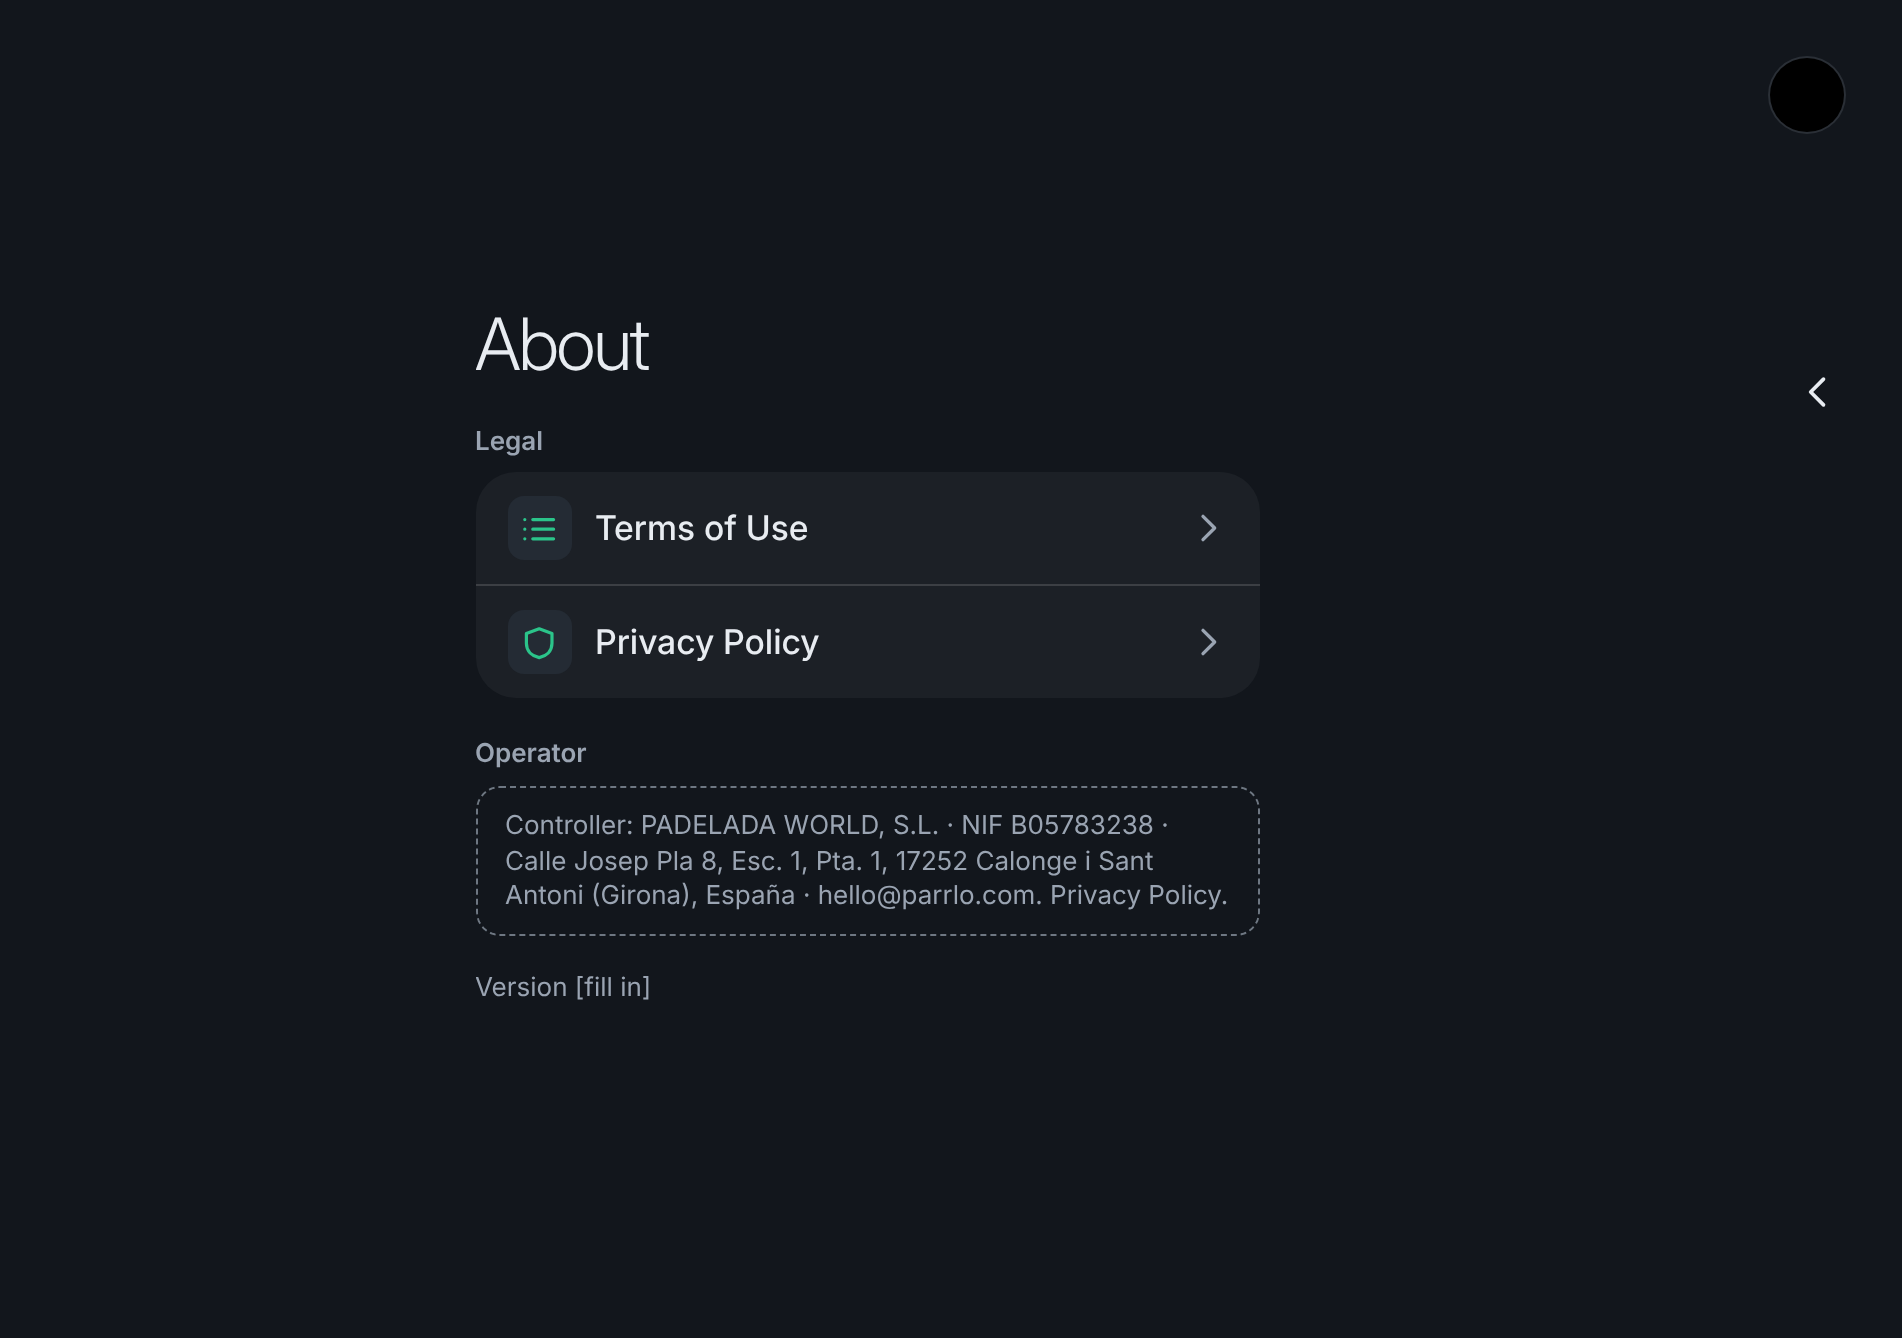 About
Legal
Terms of Use
Privacy Policy
Operator
Controller: PADELADA WORLD, S.L. · NIF B05783238 ·
Calle Josep Pla 8, Esc. 1, Pta. 1, 17252 Calonge i Sant
Antoni (Girona), España · hello@parrlo.com. Privacy Policy.
Version [fill in]